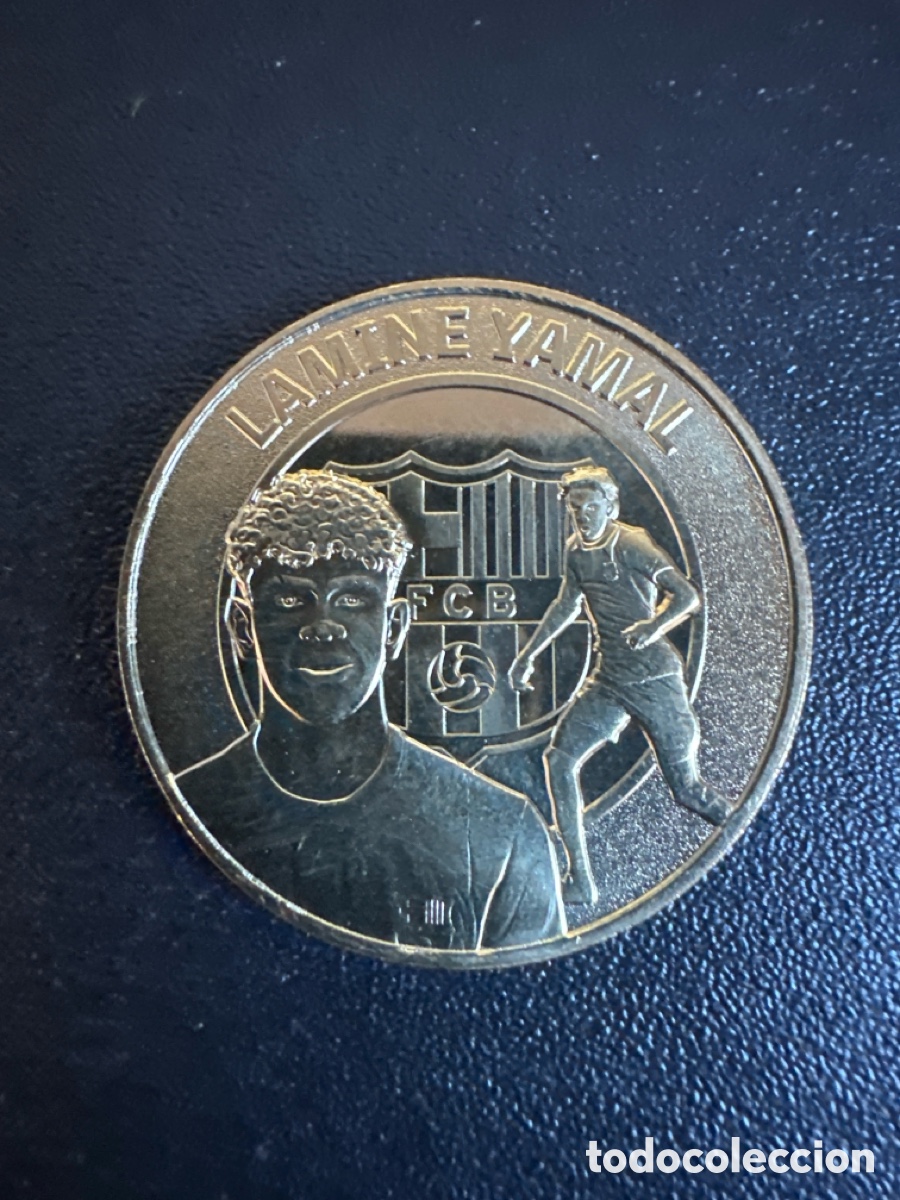 LAMINE YAMAL
FCB
todocoleccion